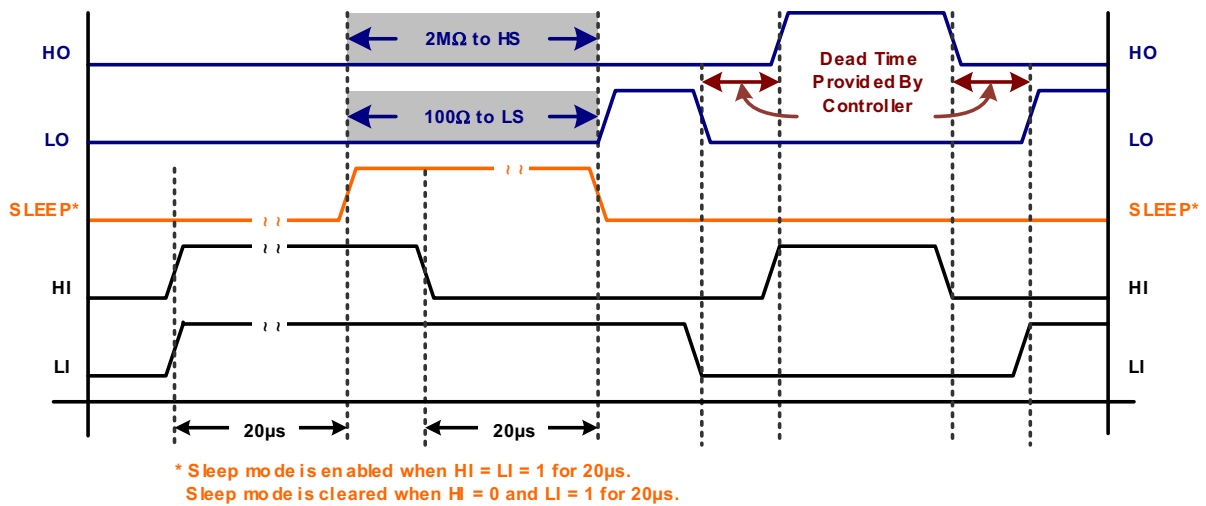 2MΩ to HS
HO
HO
Dead Time
Provided By
Controller
100Ω to LS
LO
LO
SLEEP*
SLEEP*
HI
HI
LI
LI
20µs
20µs
* Sleep mode is enabled when HI = LI = 1 for 20µs.
Sleep mode is cleared when HI = 0 and LI = 1 for 20µs.